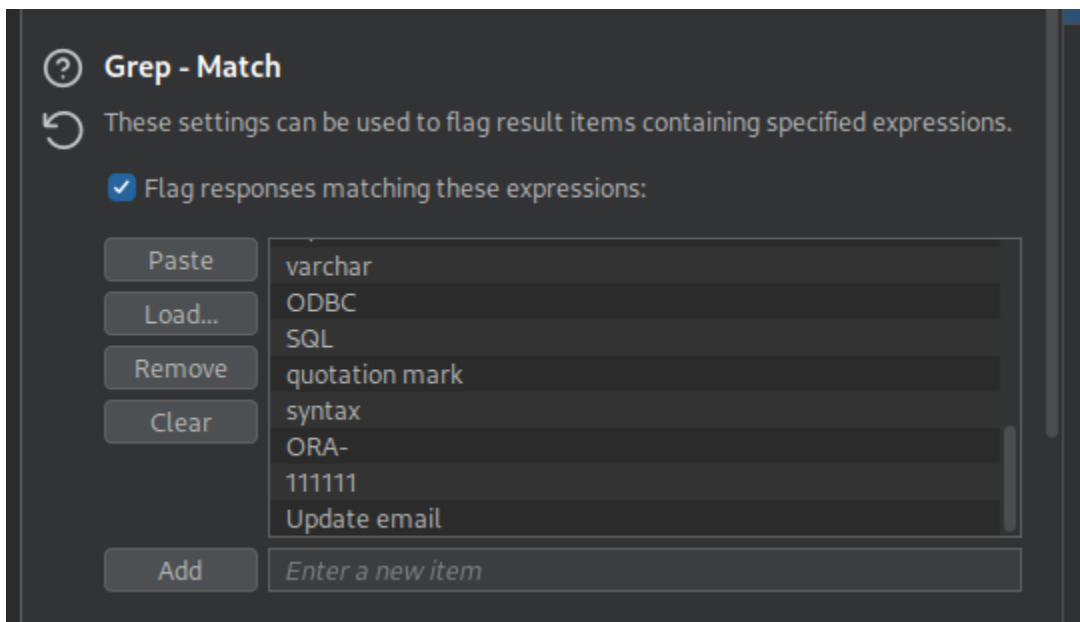 Grep - Match
These settings can be used to flag result items containing specified expressions.
Flag responses matching these expressions:
Paste
Load...
Remove
Clear
varchar
ODBC
SQL
quotation mark
syntax
ORA-
111111
Update email
Add
Enter a new item